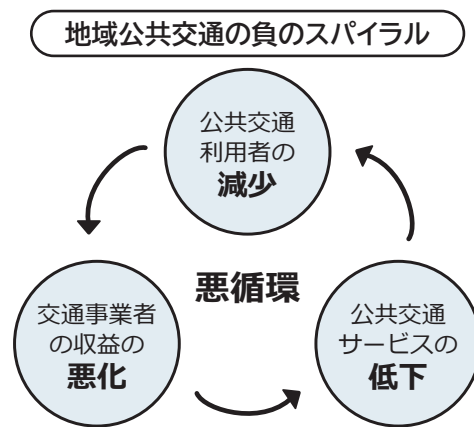 地域公共交通の負のスパイラル
公共交通
利用者の
減少
悪循環
交通事業者
の収益の
悪化
公共交通
サービスの
低下